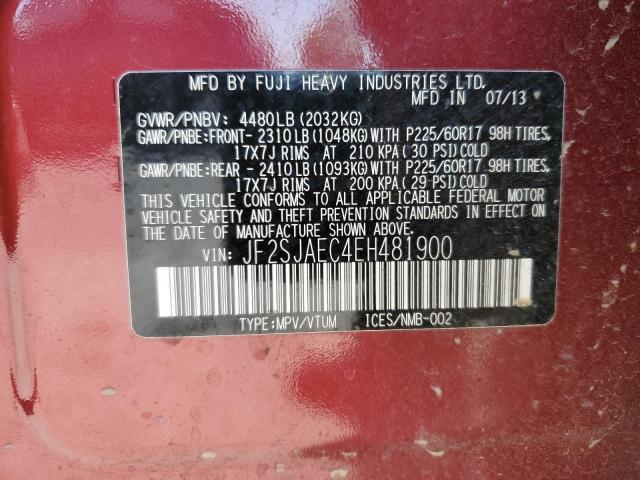 MFD BY FUJI HEAVY INDUSTRIES LTD.
MFD IN 07/13
GVWR/PNBV: 4480LB(2032KG)
GAWR/PNBE:FRONT- 2310LB(1048KG)WITH P225/60R17 98H TIRES,
17X7J RIMS AT 210 KPA( 30 PSI)COLD
GAWR/PNBE:REAR - 2410LB(1093KG)WITH P225/60R17 98H TIRES,
17X7J RIMS AT 200 KPA( 29 PSI)COLD
THIS VEHICLE CONFORMS TO ALL APPLICABLE FEDERAL MOTOR
VEHICLE SAFETY AND THEFT PREVENTION STANDARDS IN EFFECT ON THE
DATE OF MANUFACTURE SHOWN ABOVE.
VIN: JF2SJAEC4EH481900
TYPE:MPV/VTUM ICES/NMB-002